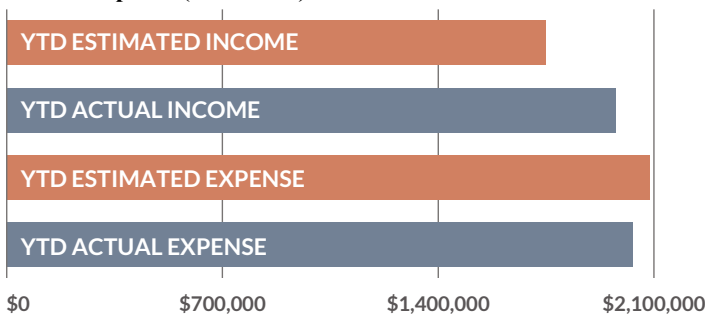 YTD ESTIMATED INCOME
YTD ACTUAL INCOME
YTD ESTIMATED EXPENSE
YTD ACTUAL EXPENSE
$0 $700,000 $1,400,000 $2,100,000